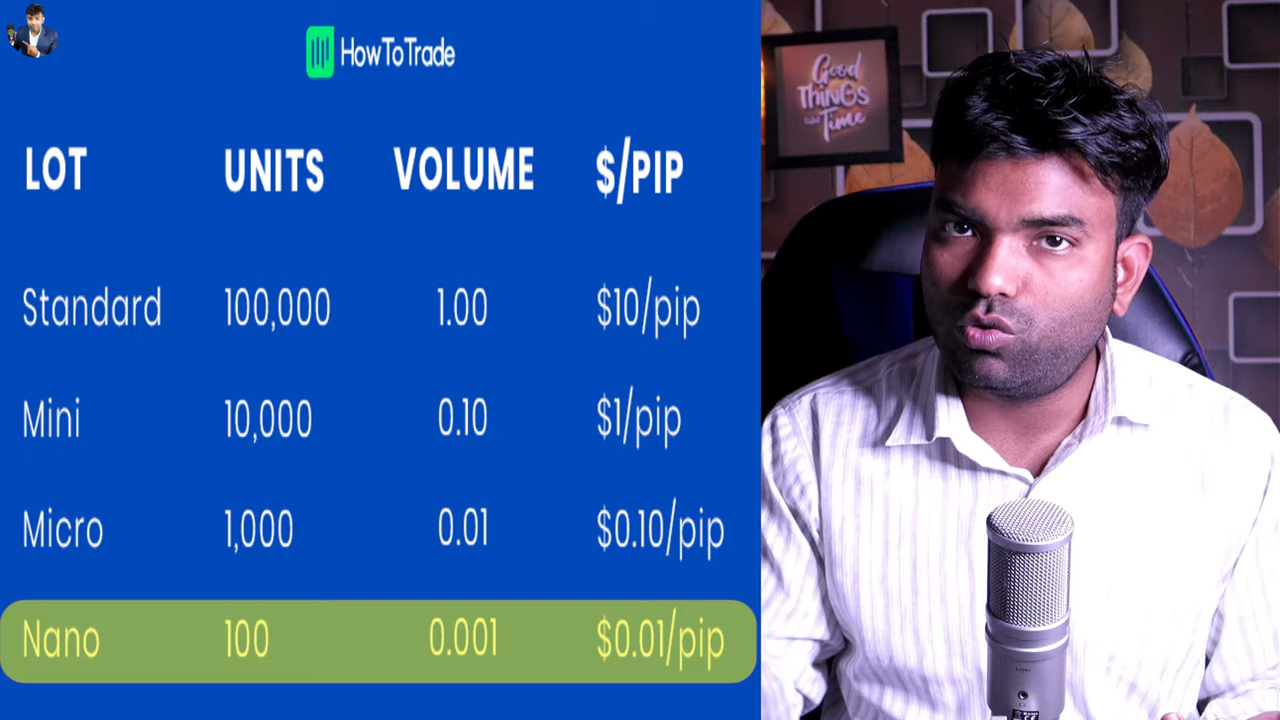 HowToTrade
LOT UNITS VOLUME $/PIP
Standard 100,000 1.00 $10/pip
Mini 10,000 0.10 $1/pip
Micro 1,000 0.01 $0.10/pip
Nano 100 0.001 $0.01/pip
Good
THiNGS
Time